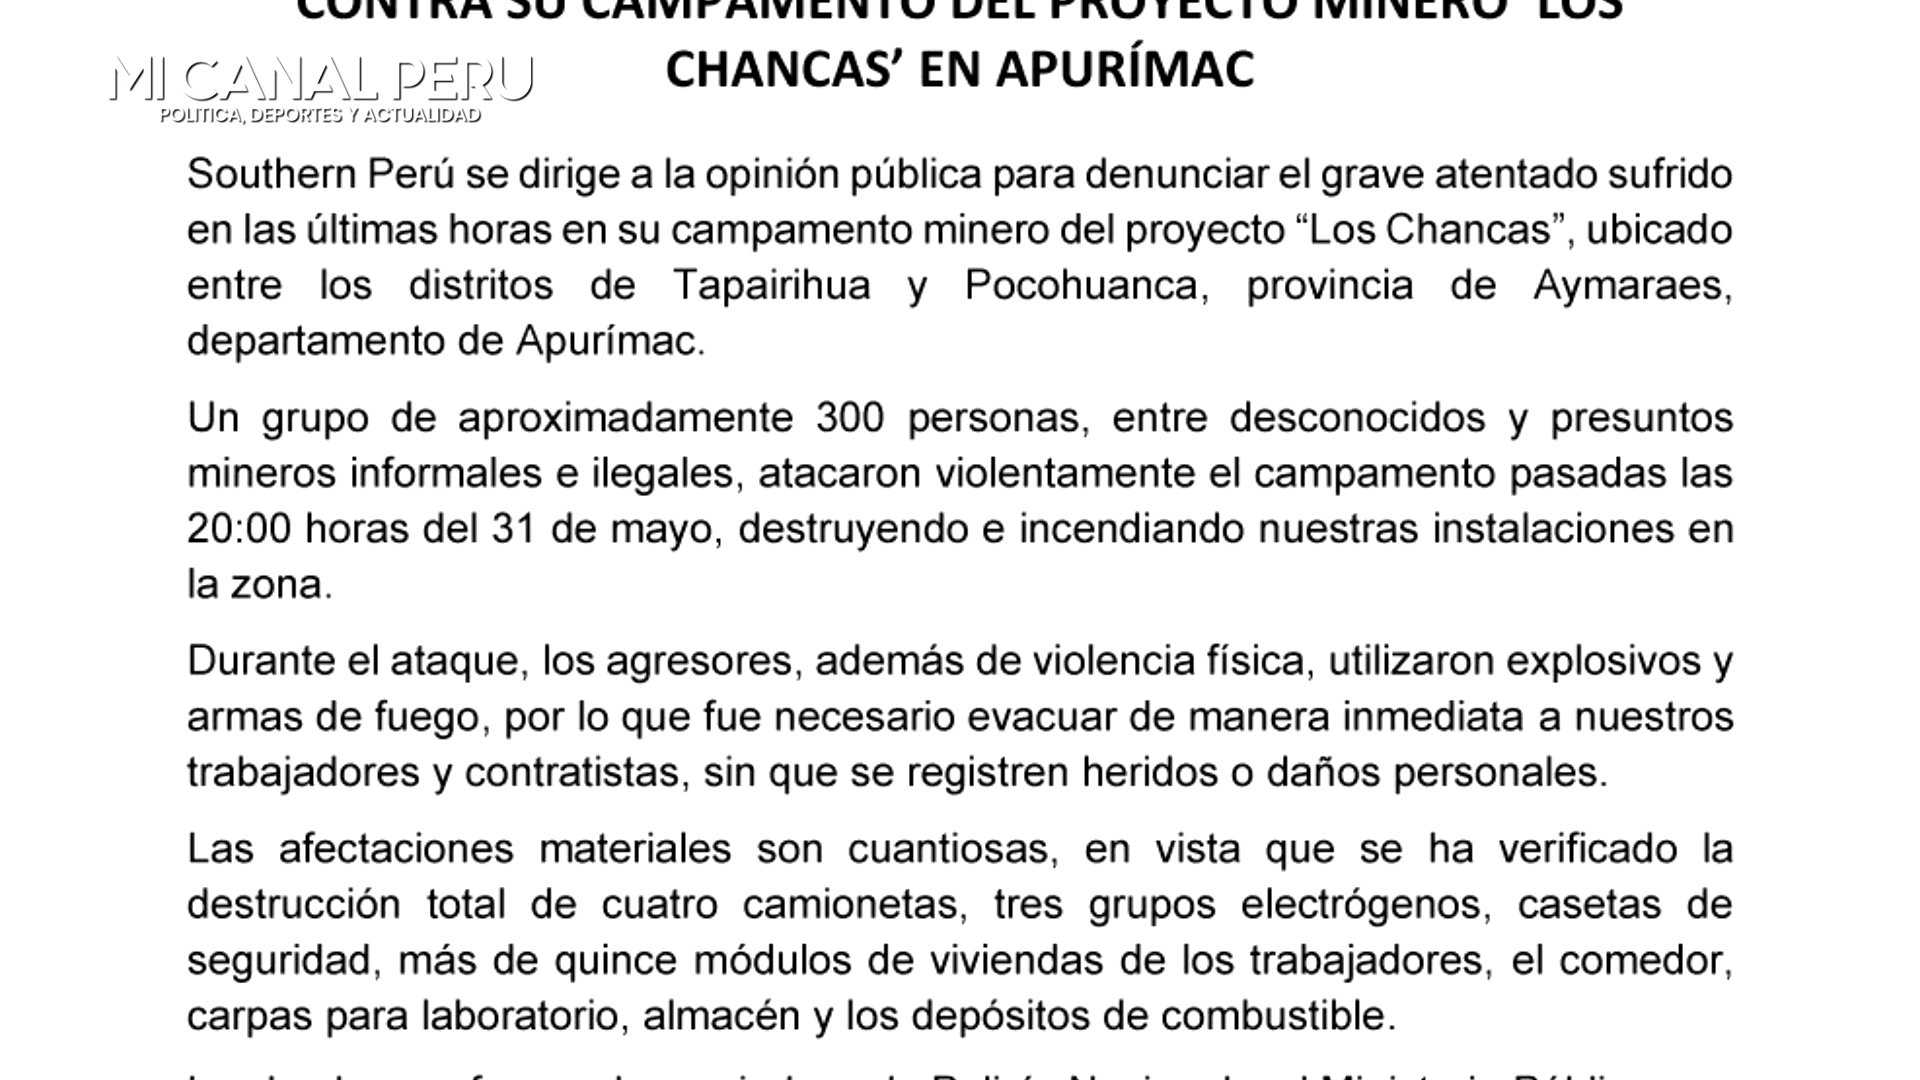 CONTRA SU CAMPAMENTO DEL PROYECTO MINERO ‘LOS
CHANCAS’ EN APURÍMAC
MI CANAL PERU
POLITICA, DEPORTES Y ACTUALIDAD
Southern Perú se dirige a la opinión pública para denunciar el grave atentado sufrido
en las últimas horas en su campamento minero del proyecto “Los Chancas”, ubicado
entre los distritos de Tapairihua y Pocohuanca, provincia de Aymaraes,
departamento de Apurímac.
Un grupo de aproximadamente 300 personas, entre desconocidos y presuntos
mineros informales e ilegales, atacaron violentamente el campamento pasadas las
20:00 horas del 31 de mayo, destruyendo e incendiando nuestras instalaciones en
la zona.
Durante el ataque, los agresores, además de violencia física, utilizaron explosivos y
armas de fuego, por lo que fue necesario evacuar de manera inmediata a nuestros
trabajadores y contratistas, sin que se registren heridos o daños personales.
Las afectaciones materiales son cuantiosas, en vista que se ha verificado la
destrucción total de cuatro camionetas, tres grupos electrógenos, casetas de
seguridad, más de quince módulos de viviendas de los trabajadores, el comedor,
carpas para laboratorio, almacén y los depósitos de combustible.